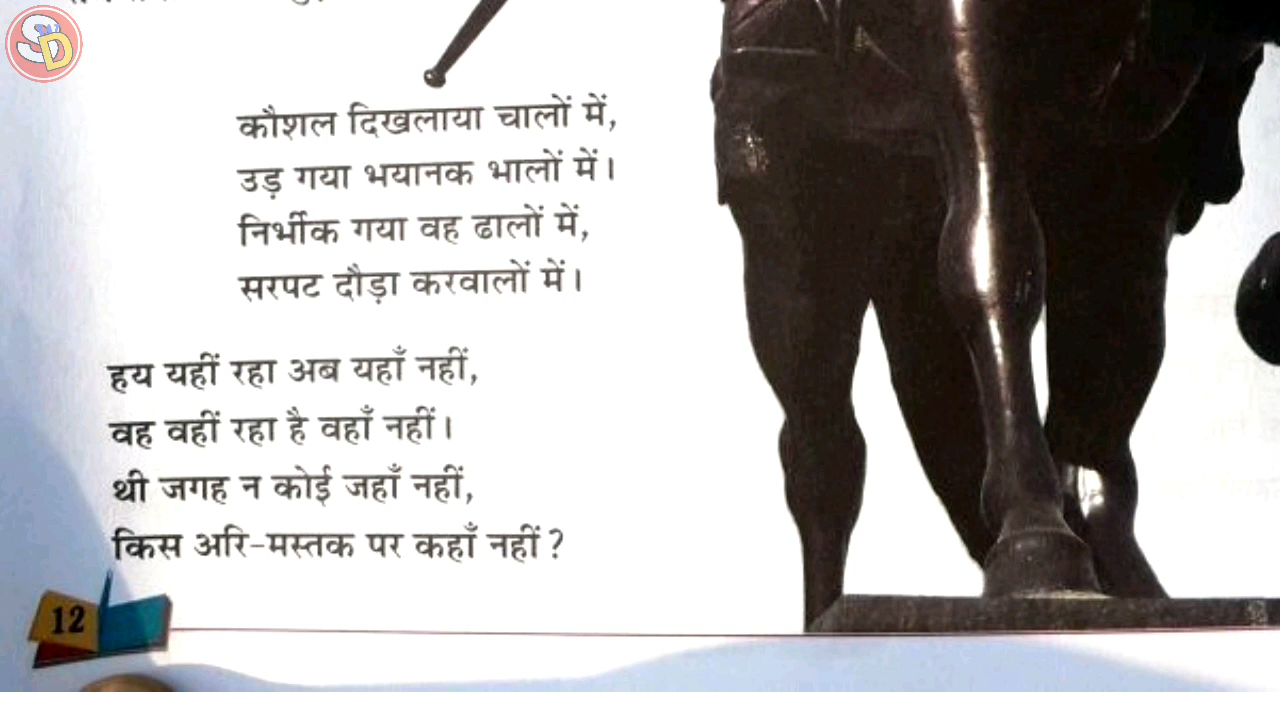 SD
कौशल दिखलाया चालों में,
उड़ गया भयानक भालों में।
निर्भीक गया वह ढालों में,
सरपट दौड़ा करवालों में।
हय यहीं रहा अब यहाँ नहीं,
वह वहीं रहा है वहाँ नहीं।
थी जगह न कोई जहाँ नहीं,
किस अरि-मस्तक पर कहाँ नहीं?
12